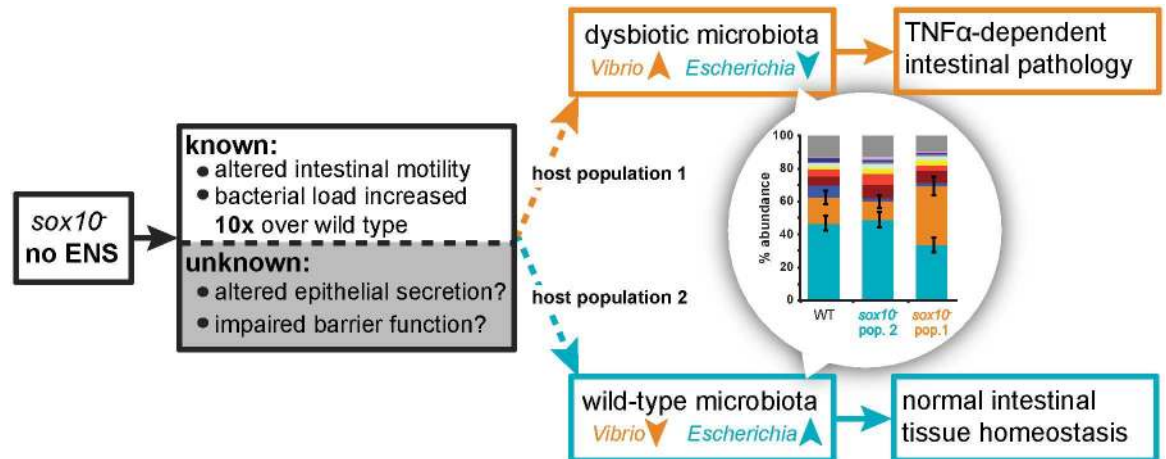 sox10-
no ENS
known:
• altered intestinal motility
• bacterial load increased
10x over wild type
unknown:
• altered epithelial secretion?
• impaired barrier function?
host population 1
host population 2
dysbiotic microbiota
Vibrio Escherichia
TNFα-dependent
intestinal pathology
% abundance
100
80
60
40
20
0
WT
sox10-
pop. 2
sox10-
pop.1
wild-type microbiota
Vibrio Escherichia
normal intestinal
tissue homeostasis